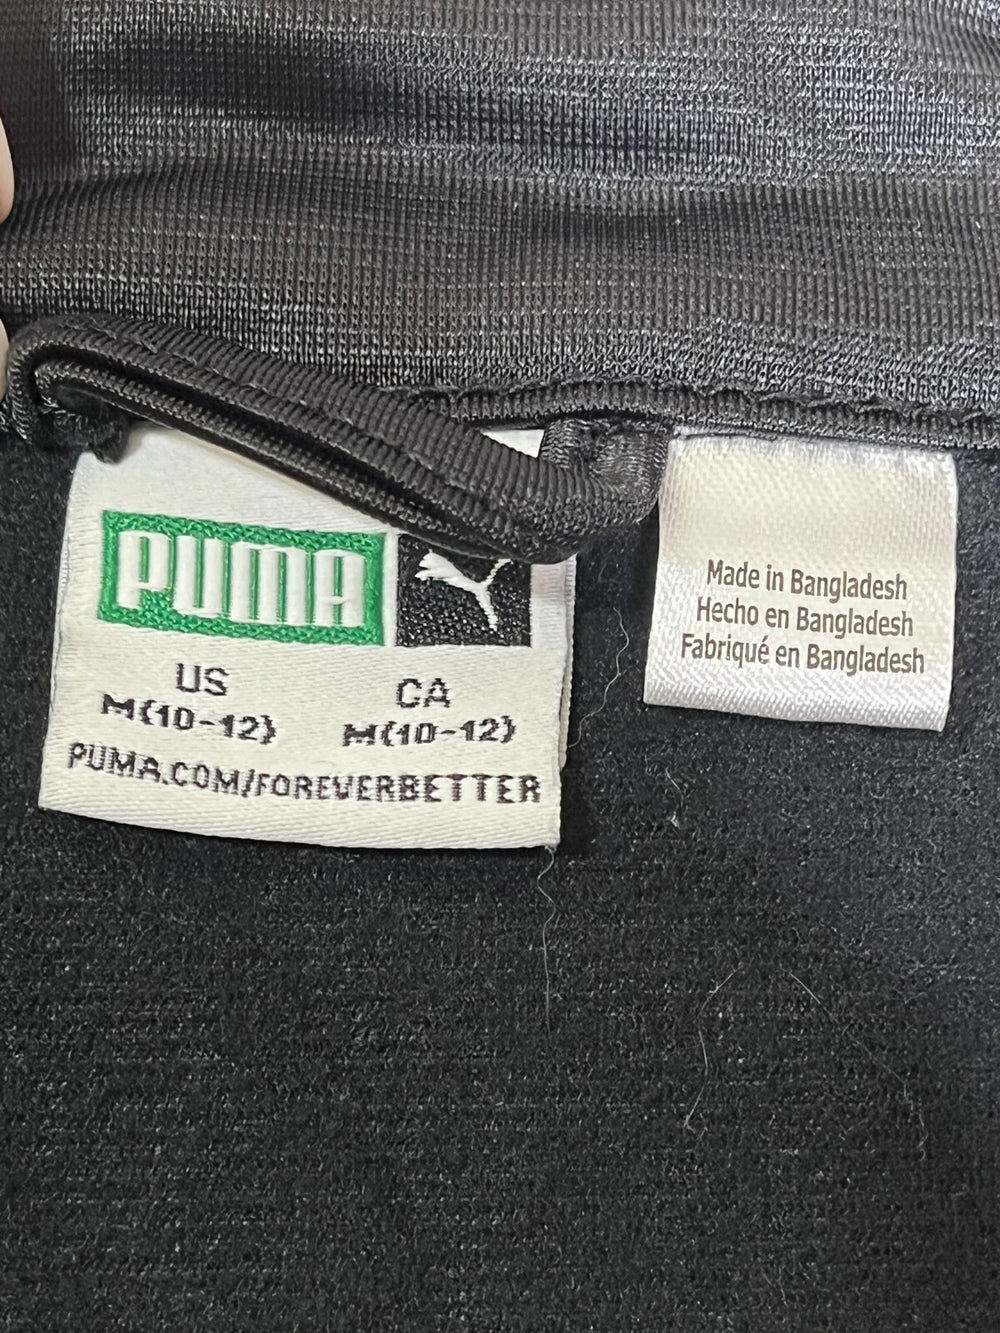 PUMA
US
M(10-12)
CA
M(10-12)
PUMA.COM/FOREVERBETTER
Made in Bangladesh
Hecho en Bangladesh
Fabriqué en Bangladesh